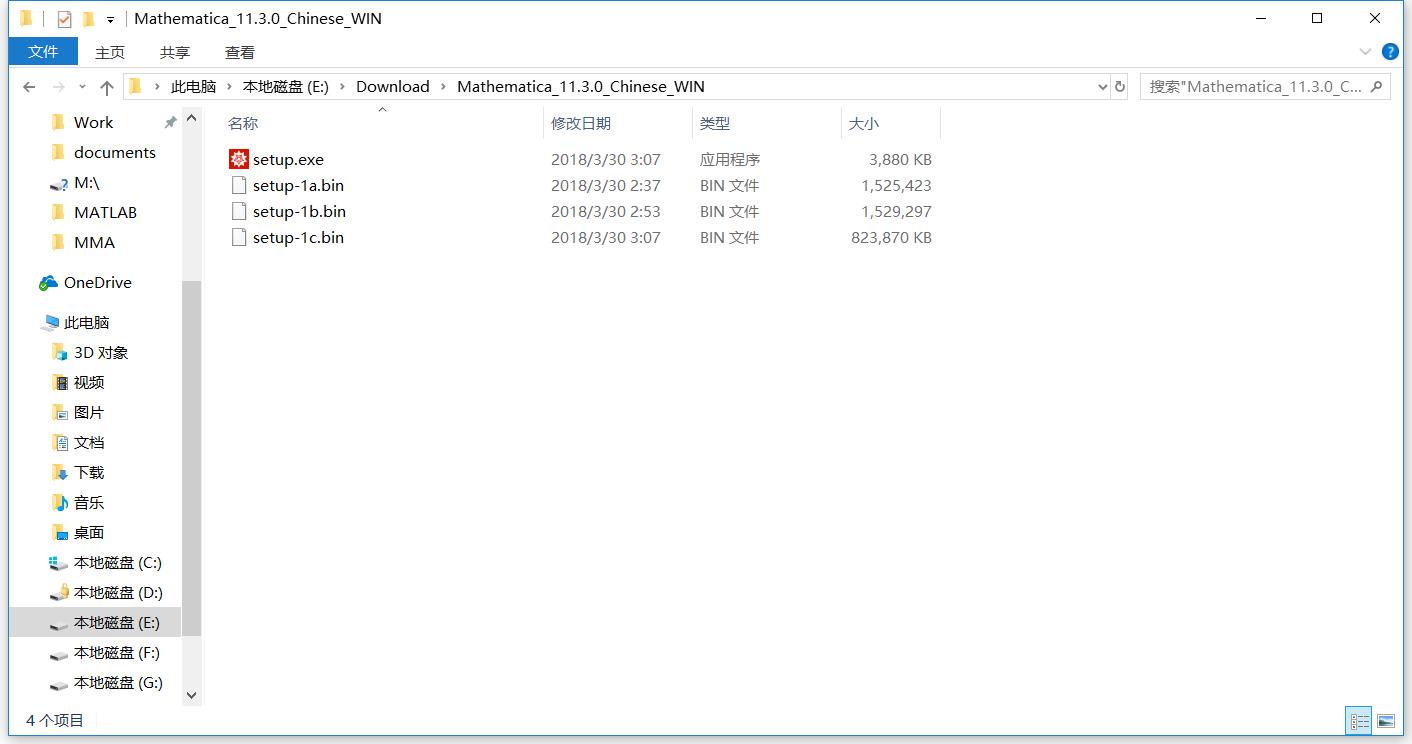 Mathematica_11.3.0_Chinese_WIN
文件 主页 共享 查看
此电脑 本地磁盘 (E:) Download Mathematica_11.3.0_Chinese_WIN
搜索"Mathematica_11.3.0_C...
名称 修改日期 类型 大小
setup.exe 2018/3/30 3:07 应用程序 3,880 KB
setup-1a.bin 2018/3/30 2:37 BIN 文件 1,525,423
setup-1b.bin 2018/3/30 2:53 BIN 文件 1,529,297
setup-1c.bin 2018/3/30 3:07 BIN 文件 823,870 KB
Work
documents
M:\
MATLAB
MMA
OneDrive
此电脑
3D 对象
视频
图片
文档
下载
音乐
桌面
本地磁盘 (C:)
本地磁盘 (D:)
本地磁盘 (E:)
本地磁盘 (F:)
本地磁盘 (G:)
4 个项目